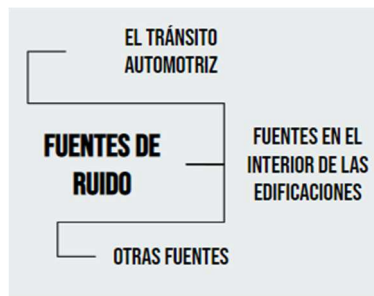 EL TRÁNSITO
AUTOMOTRIZ
FUENTES DE
RUIDO
FUENTES EN EL
INTERIOR DE LAS
EDIFICACIONES
OTRAS FUENTES